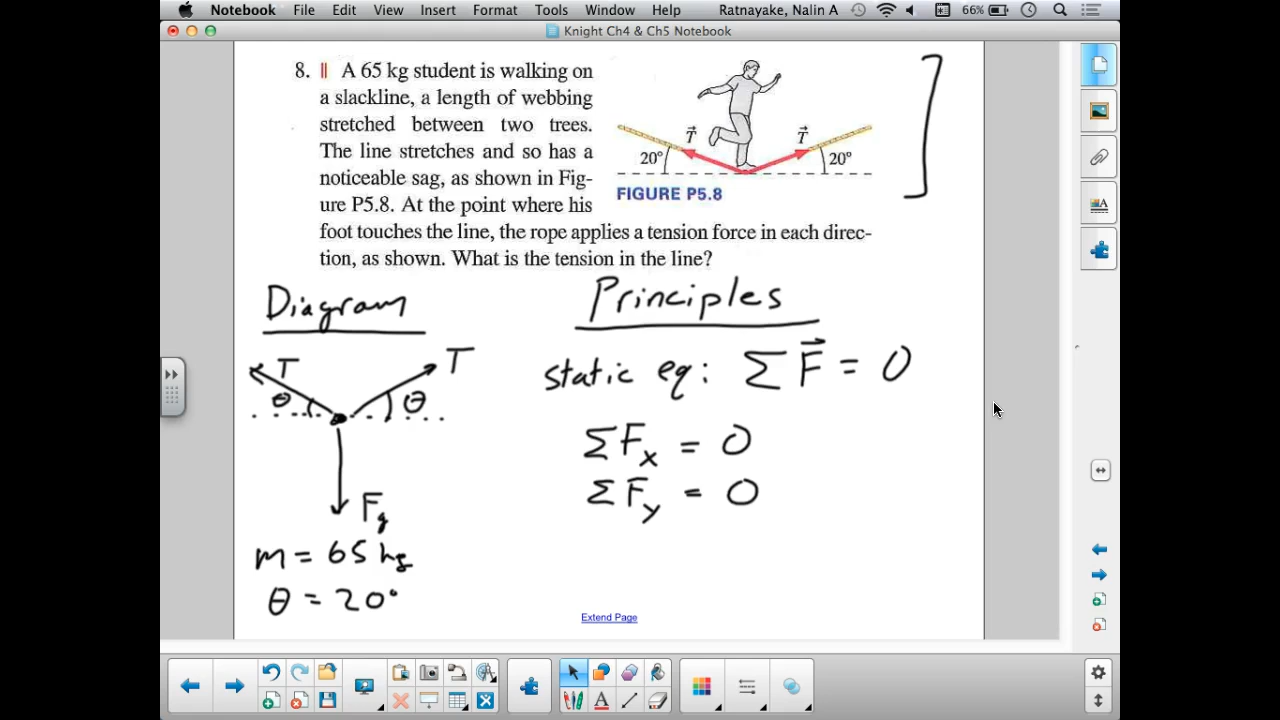 Notebook File Edit View Insert Format Tools Window Help Ratnayake, Nalin A 66%
Knight Ch4 & Ch5 Notebook
8. || A 65 kg student is walking on
a slackline, a length of webbing
stretched between two trees.
The line stretches and so has a
noticeable sag, as shown in Fig-
ure P5.8. At the point where his
foot touches the line, the rope applies a tension force in each direc-
tion, as shown. What is the tension in the line?
T⃗ T⃗
20° 20°
FIGURE P5.8
Diagram
T T
θ θ
Fg
m = 65 kg
θ = 20°
Principles
static eq: ΣF⃗ = 0
ΣFx = 0
ΣFy = 0
Extend Page